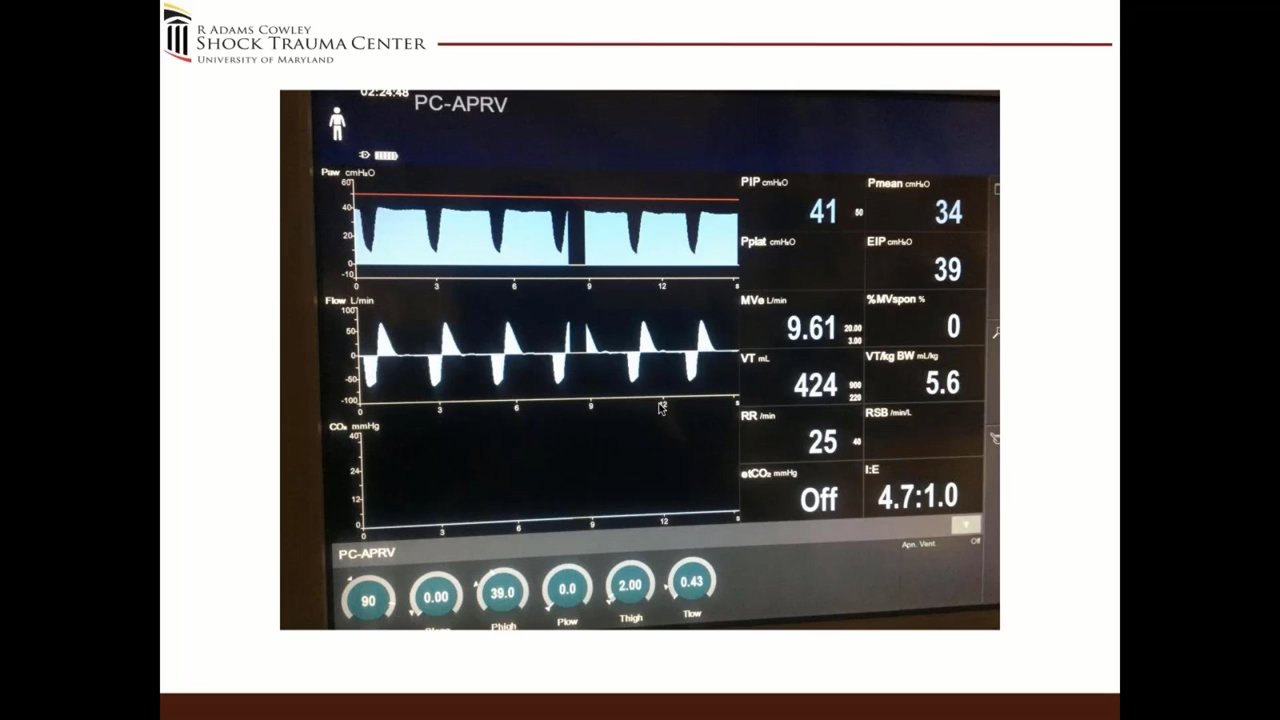 R ADAMS COWLEY
SHOCK TRAUMA CENTER
UNIVERSITY OF MARYLAND
02:24:48
PC-APRV
Paw cmH₂O
60
40
20
0
-10
0 3 6 9 12 s
Flow L/min
100
50
0
-50
-100
0 3 6 9 12 s
CO₂ mmHg
40
24
12
0
0 3 6 9 12 s
PIP cmH₂O
41 50
Pmean cmH₂O
34
Pplat cmH₂O
EIP cmH₂O
39
MVe L/min
9.61 20.00
3.00
%MVspon %
0
VT mL
424 900
220
VT/kg BW mL/kg
5.6
RR /min
25 40
RSB /min/L
etCO₂ mmHg
Off
I:E
4.7:1.0
PC-APRV
Apn. Vent. Off
90 0.00 39.0 0.0 2.00 0.43
Phigh Plow Thigh Tlow